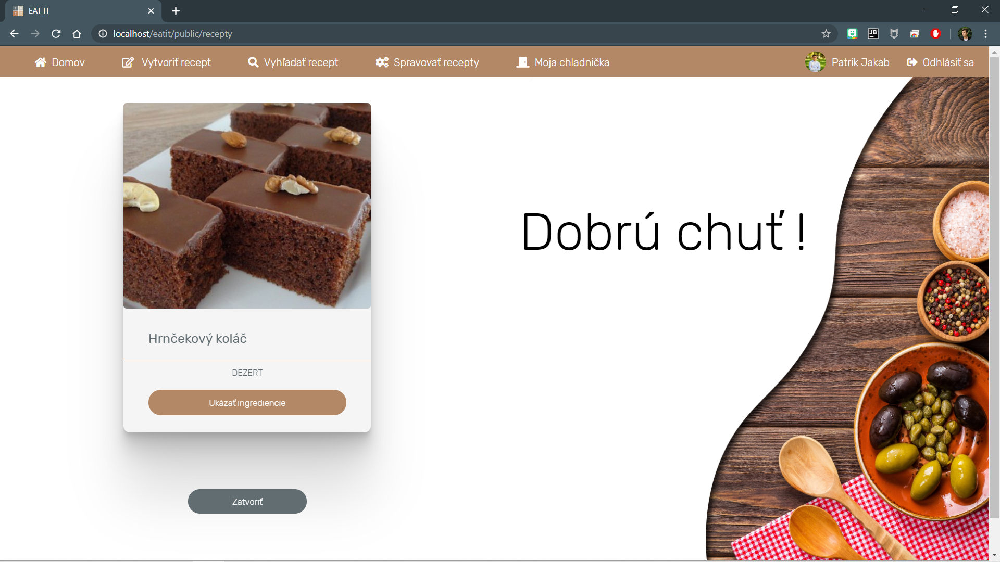 EAT IT
localhost/eatit/public/recepty
JB
Domov Vytvoriť recept Vyhľadať recept Spravovať recepty Moja chladnička Patrik Jakab Odhlásiť sa
Dobrú chuť !
Hrnčekový koláč
DEZERT
Ukázať ingrediencie
Zatvoriť